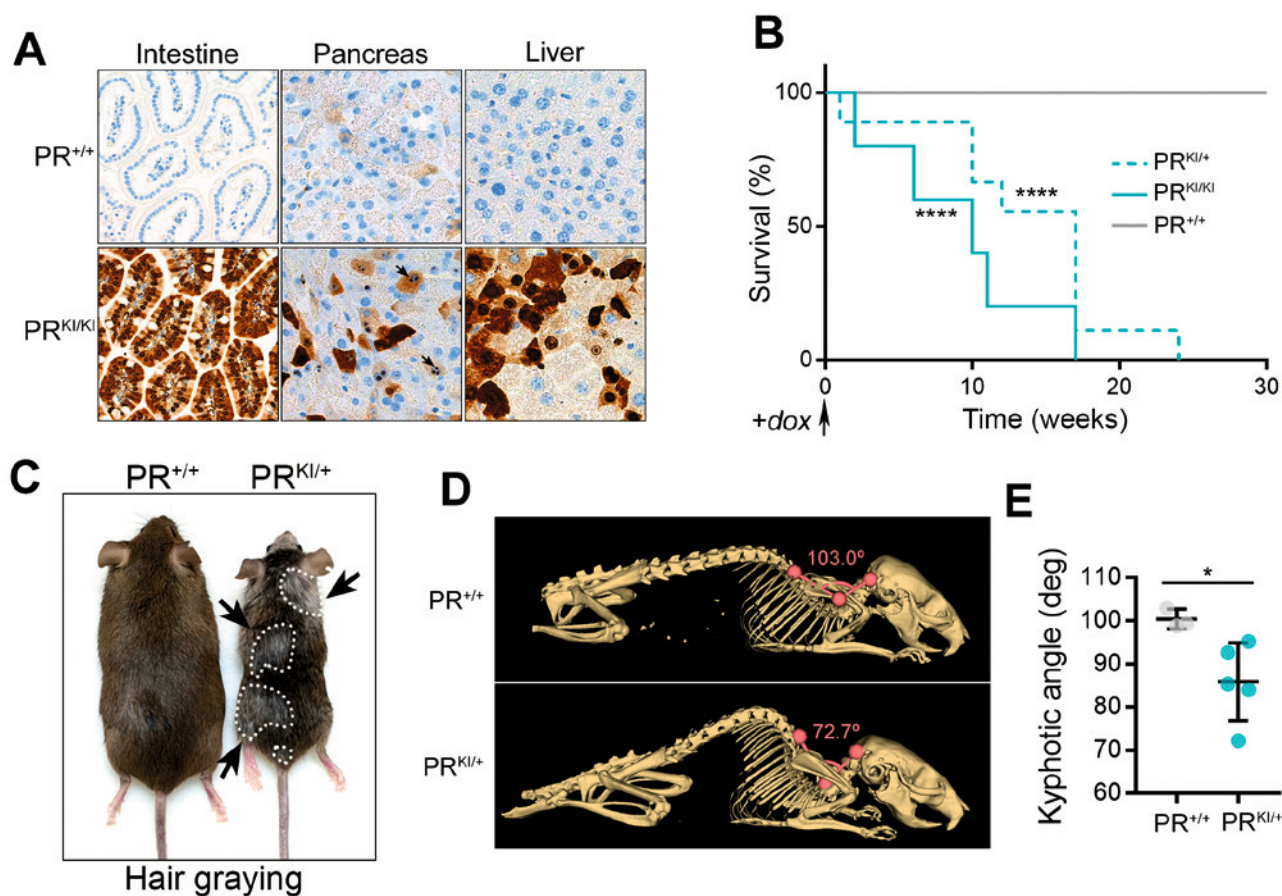 A
Intestine Pancreas Liver
PR+/+
PRKI/KI
B
Survival (%)
100
50
0
0 10 20 30
+dox
Time (weeks)
****
****
PRKI/+
PRKI/KI
PR+/+
C
PR+/+ PRKI/+
Hair graying
D
PR+/+
103.0º
PRKI/+
72.7º
E
Kyphotic angle (deg)
110
100
90
80
70
60
*
PR+/+ PRKI/+